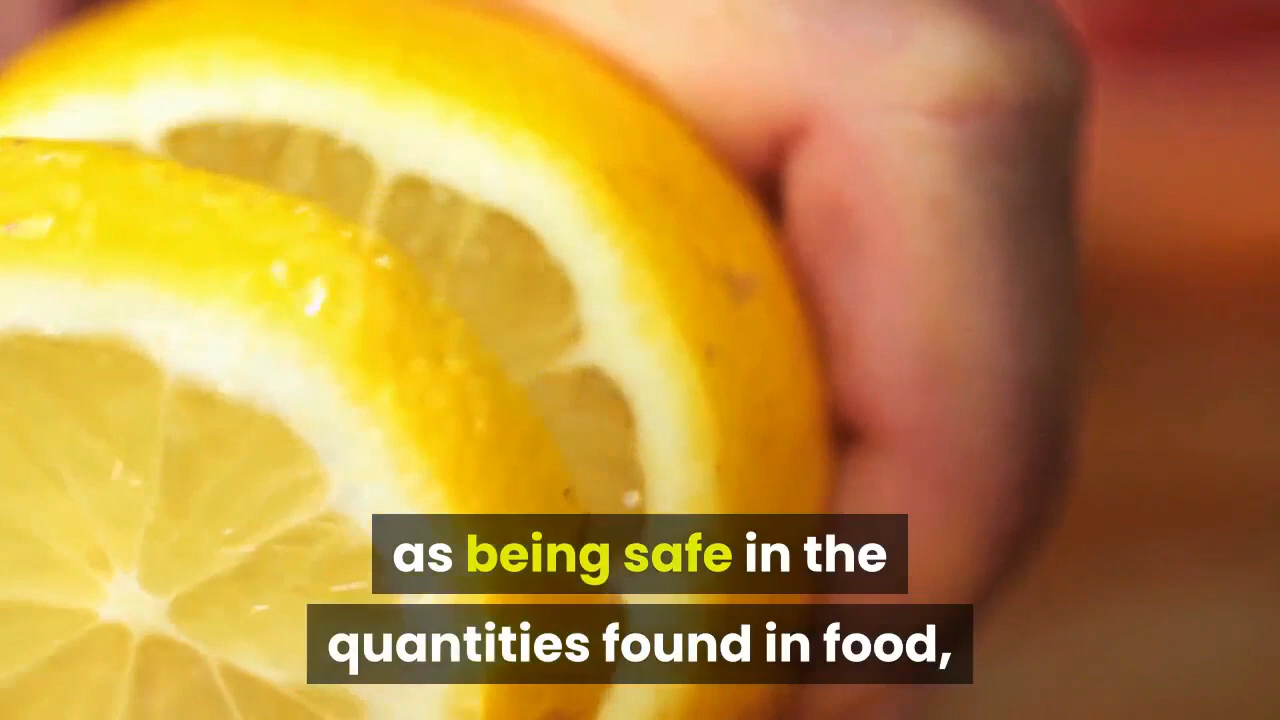 as being safe in the
quantities found in food,